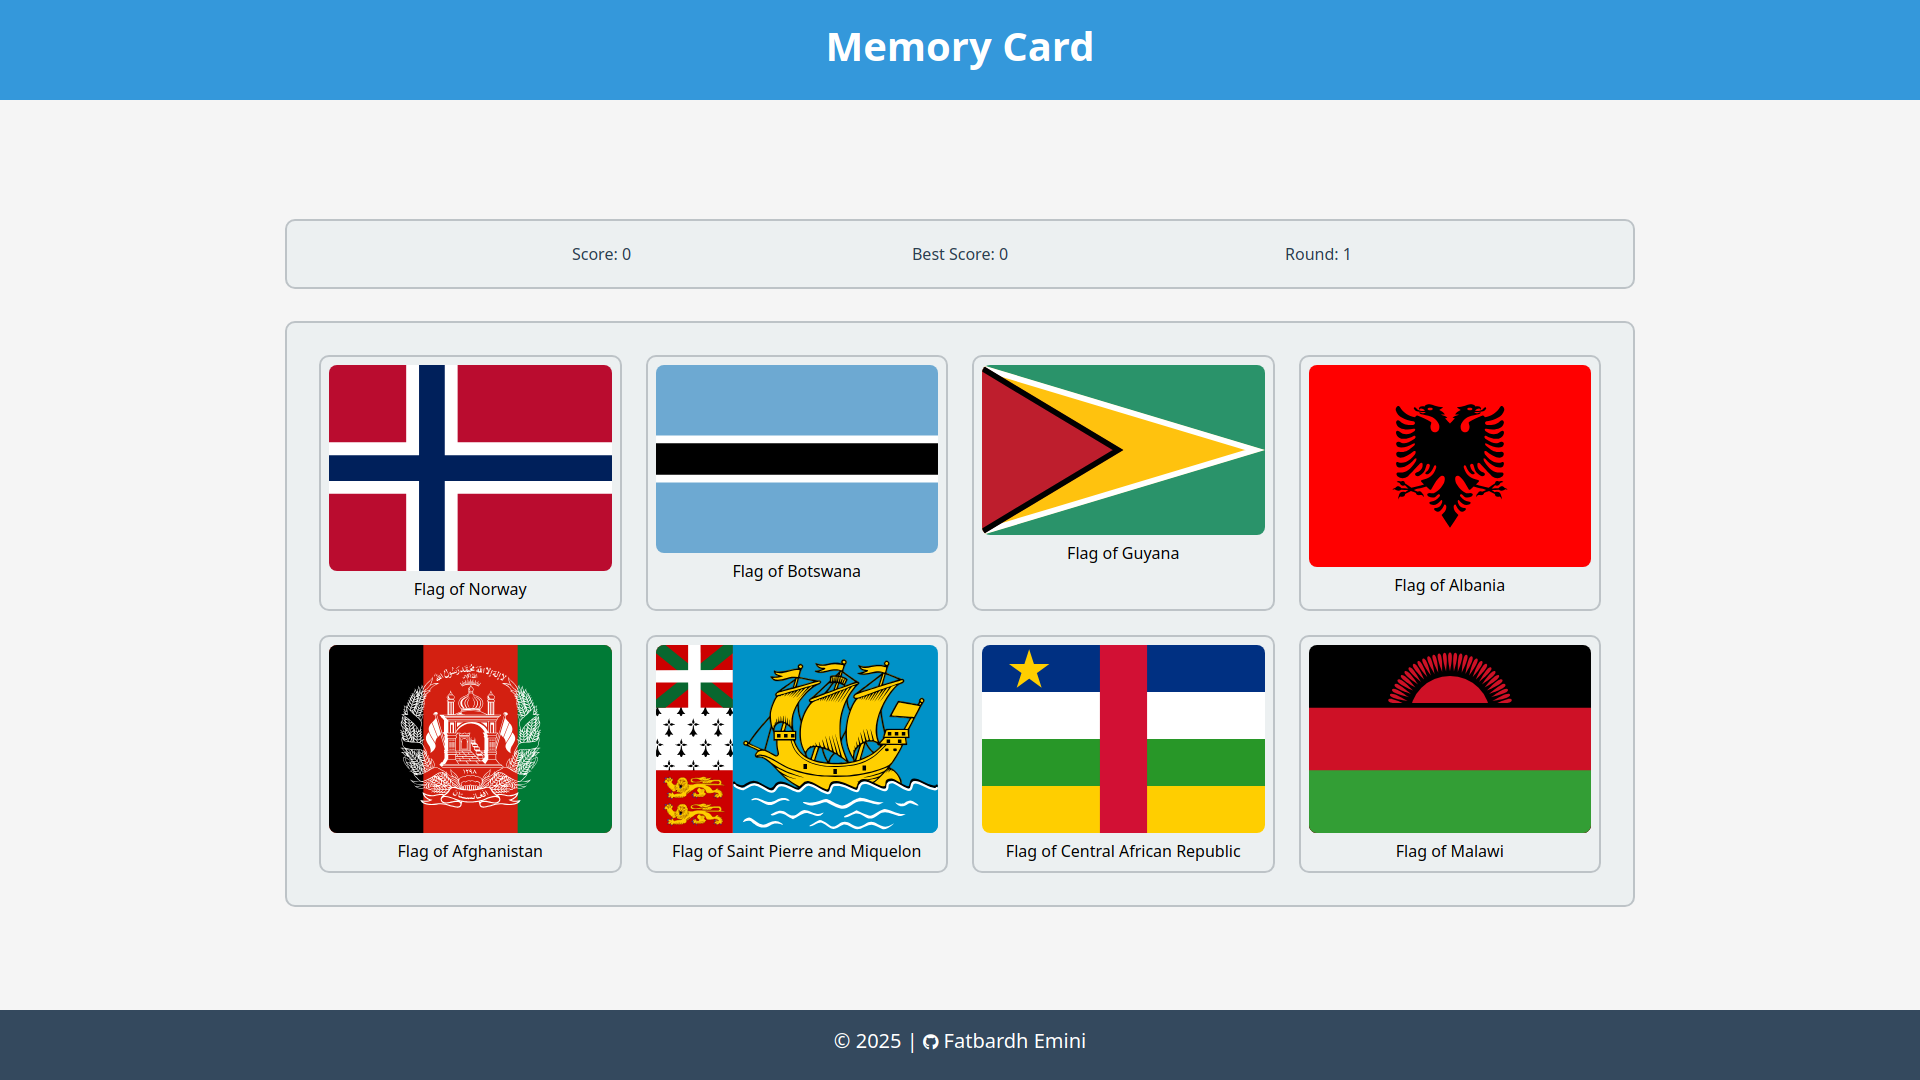 Memory Card
Score: 0
Best Score: 0
Round: 1
Flag of Norway
Flag of Botswana
Flag of Guyana
Flag of Albania
Flag of Afghanistan
Flag of Saint Pierre and Miquelon
Flag of Central African Republic
Flag of Malawi
© 2025 | Fatbardh Emini